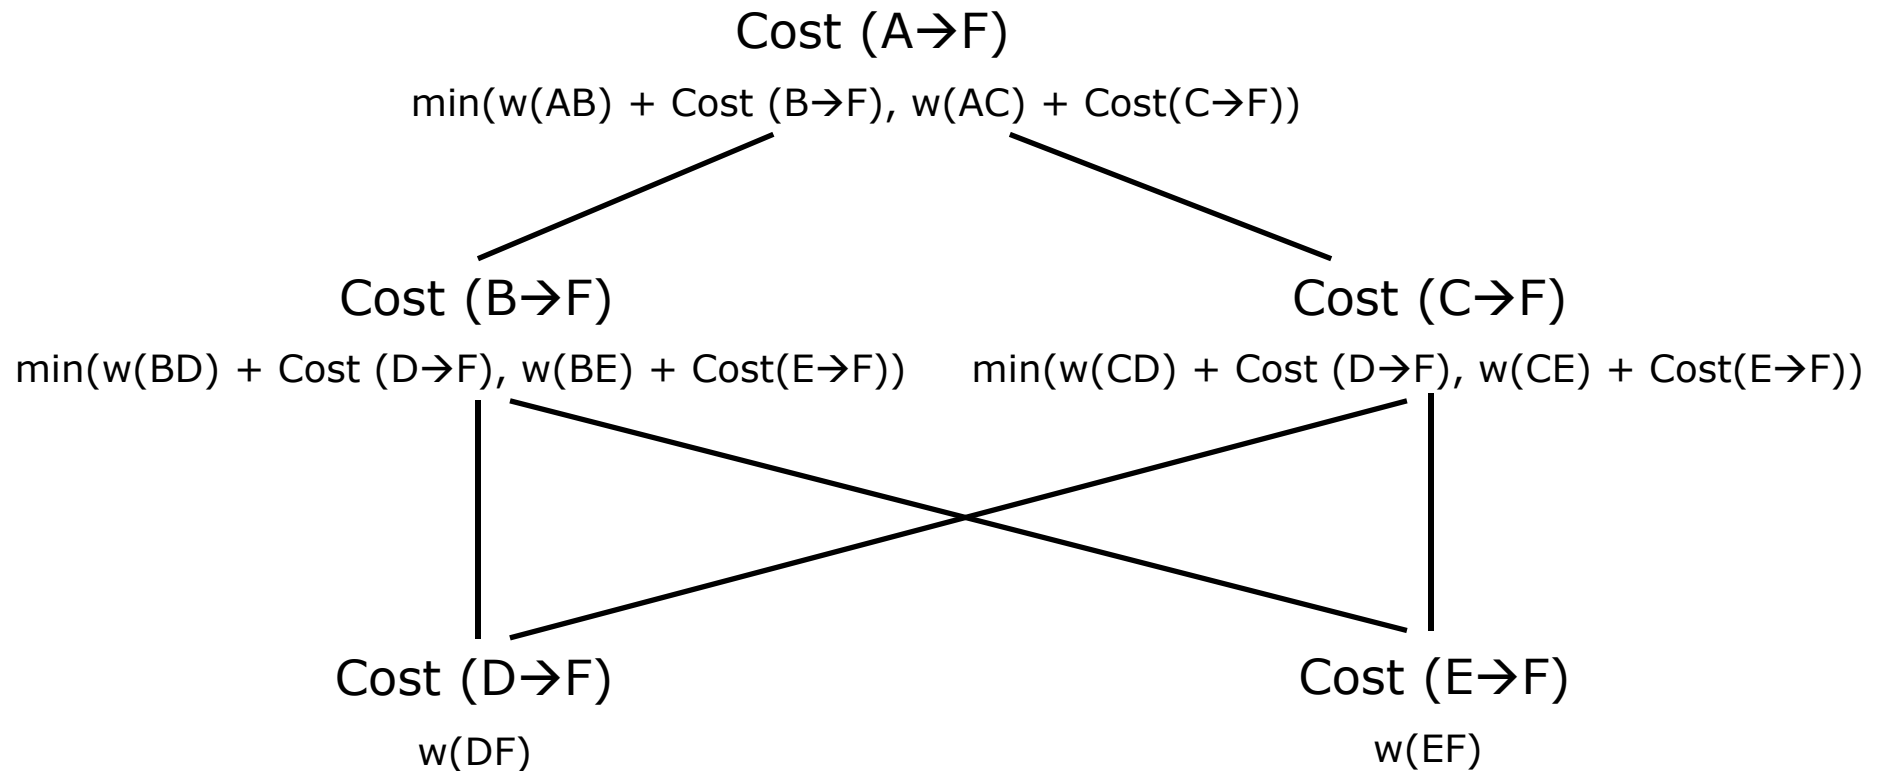 Cost (A→F)
min(w(AB) + Cost (B→F), w(AC) + Cost(C→F))
Cost (B→F)
Cost (C→F)
min(w(BD) + Cost (D→F), w(BE) + Cost(E→F))
min(w(CD) + Cost (D→F), w(CE) + Cost(E→F))
Cost (D→F)
Cost (E→F)
w(DF)
w(EF)